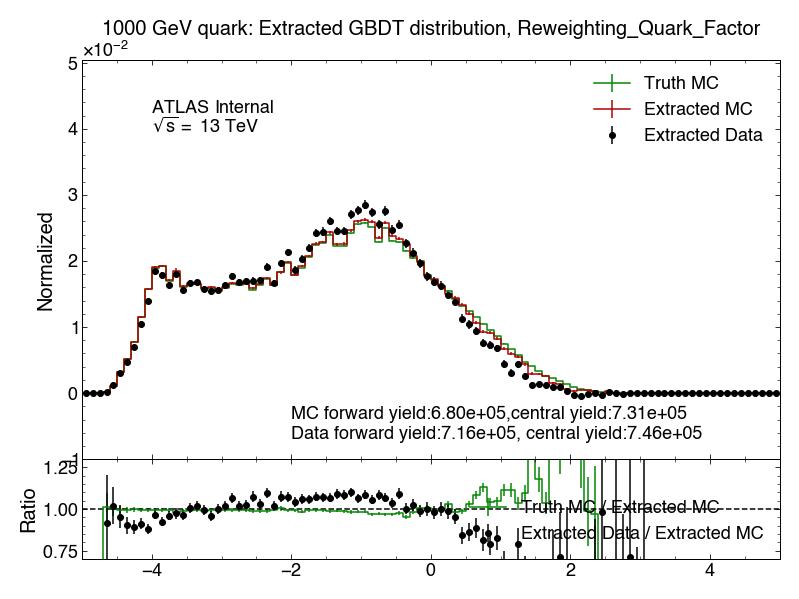 1000 GeV quark: Extracted GBDT distribution, Reweighting_Quark_Factor
×10−2
5
4
3
2
1
0
1
Normalized
ATLAS Internal
√s = 13 TeV
Truth MC
Extracted MC
Extracted Data
MC forward yield:6.80e+05,central yield:7.31e+05
Data forward yield:7.16e+05, central yield:7.46e+05
1.25
1.00
0.75
Ratio
Truth MC / Extracted MC
Extracted Data / Extracted MC
−4 −2 0 2 4